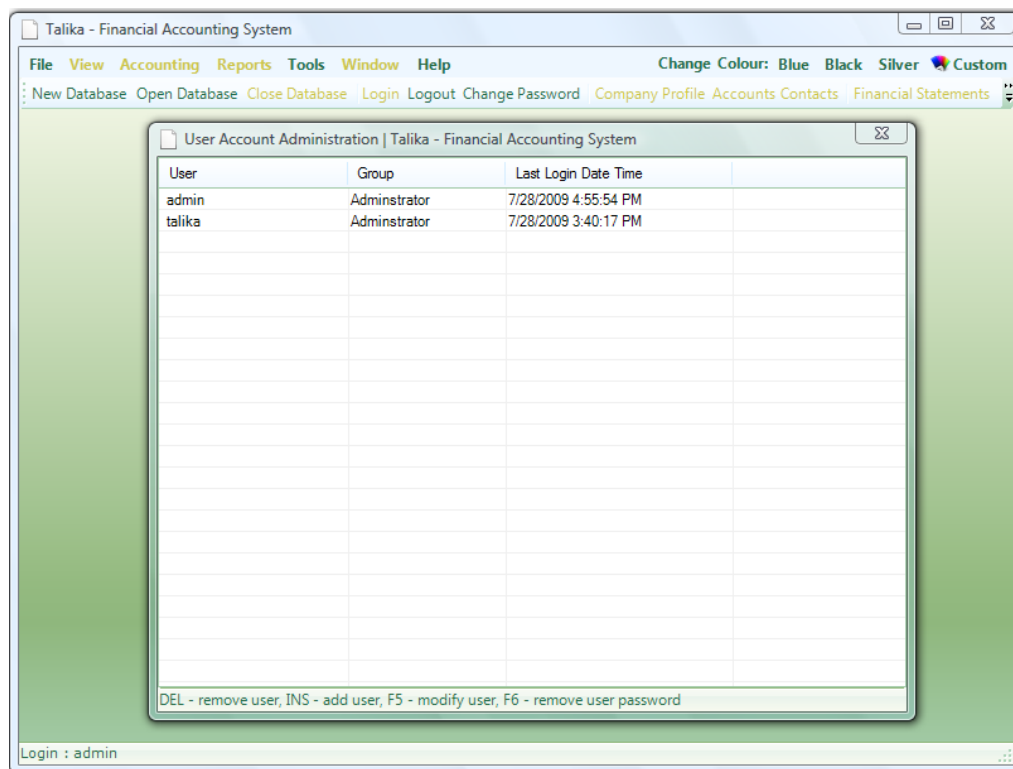 Talika - Financial Accounting System
File View Accounting Reports Tools Window Help Change Colour: Blue Black Silver Custom
New Database Open Database Close Database Login Logout Change Password Company Profile Accounts Contacts Financial Statements
User Account Administration | Talika - Financial Accounting System
User Group Last Login Date Time
admin Adminstrator 7/28/2009 4:55:54 PM
talika Adminstrator 7/28/2009 3:40:17 PM
DEL - remove user, INS - add user, F5 - modify user, F6 - remove user password
Login : admin